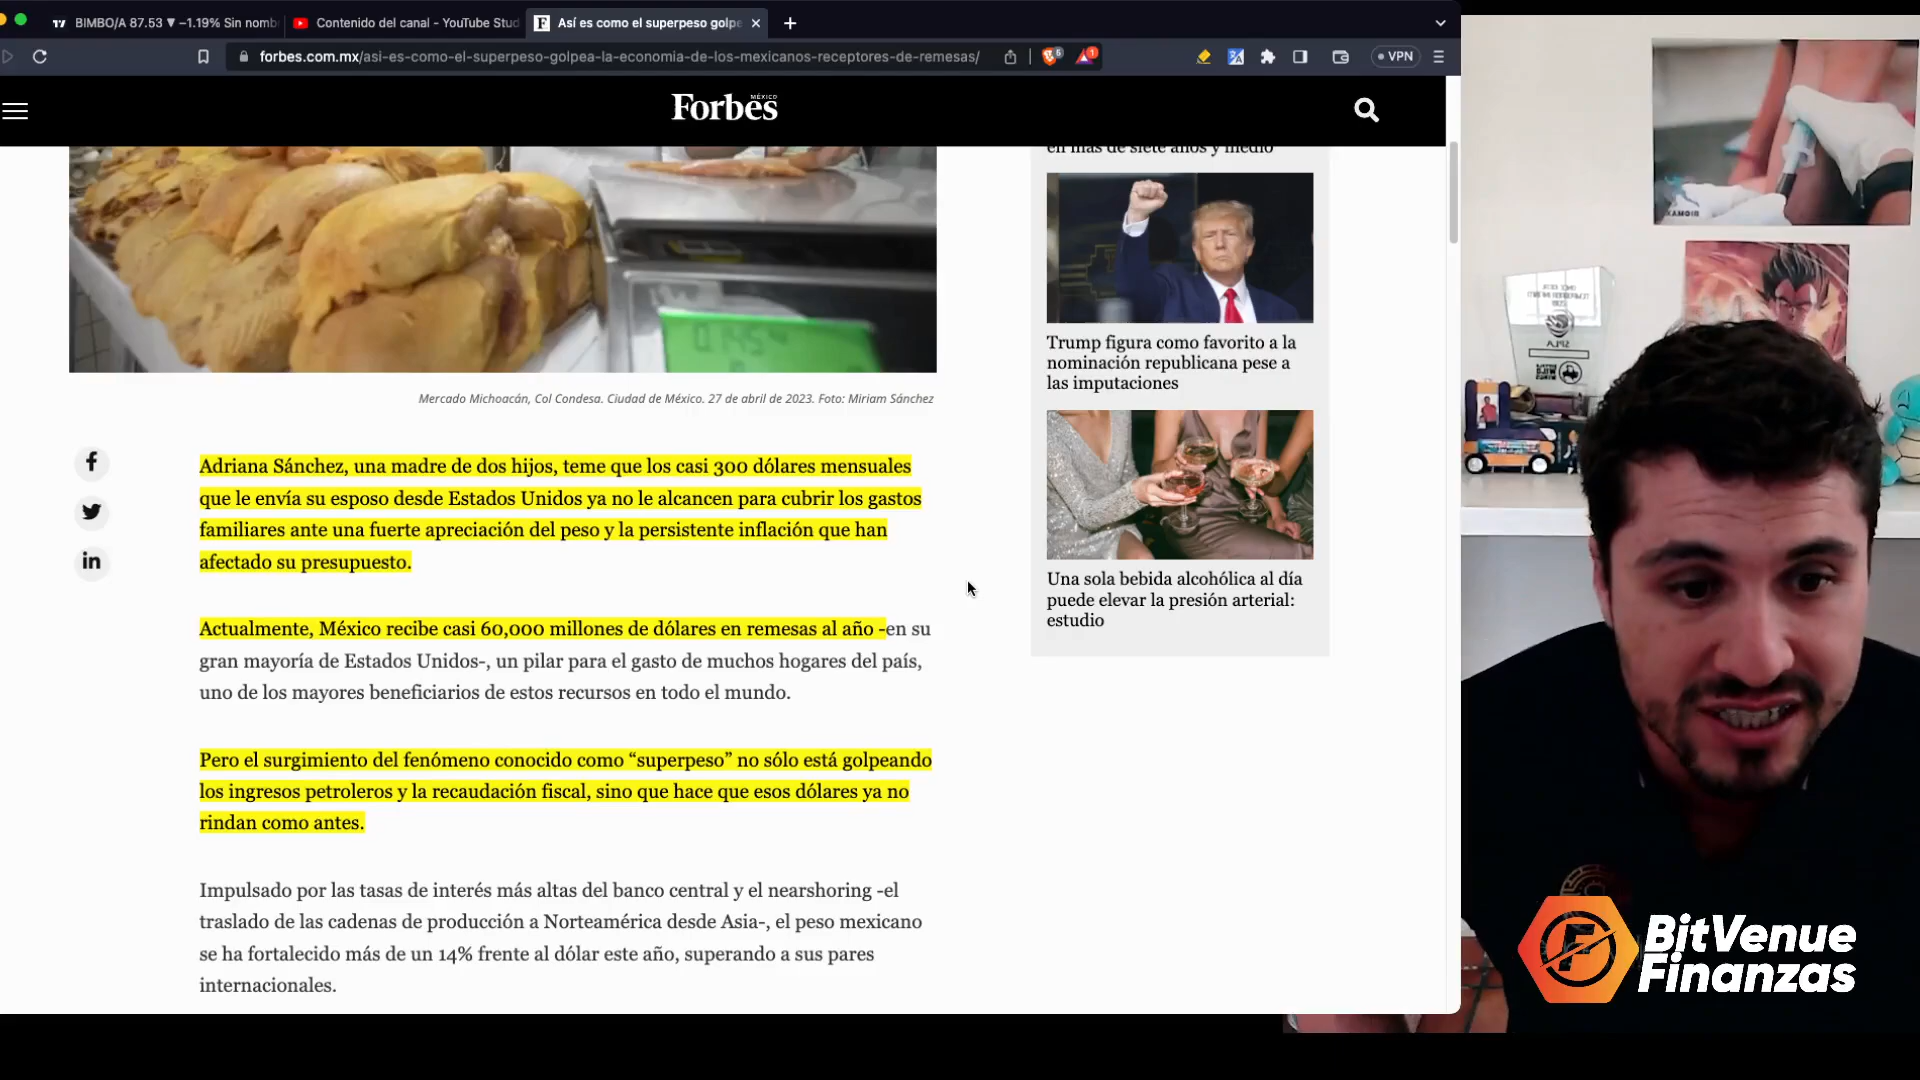 BIMBO/A 87.53 ▼ −1.19% Sin nomb
Contenido del canal - YouTube Stud
Así es como el superpeso golpe
forbes.com.mx/asi-es-como-el-superpeso-golpea-la-economia-de-los-mexicanos-receptores-de-remesas/
6
1
VPN
Forbes
MÉXICO
en más de siete años y medio
Mercado Michoacán, Col Condesa. Ciudad de México. 27 de abril de 2023. Foto: Miriam Sánchez
Adriana Sánchez, una madre de dos hijos, teme que los casi 300 dólares mensuales
que le envía su esposo desde Estados Unidos ya no le alcancen para cubrir los gastos
familiares ante una fuerte apreciación del peso y la persistente inflación que han
afectado su presupuesto.
Actualmente, México recibe casi 60,000 millones de dólares en remesas al año -en su
gran mayoría de Estados Unidos-, un pilar para el gasto de muchos hogares del país,
uno de los mayores beneficiarios de estos recursos en todo el mundo.
Pero el surgimiento del fenómeno conocido como “superpeso” no sólo está golpeando
los ingresos petroleros y la recaudación fiscal, sino que hace que esos dólares ya no
rindan como antes.
Impulsado por las tasas de interés más altas del banco central y el nearshoring -el
traslado de las cadenas de producción a Norteamérica desde Asia-, el peso mexicano
se ha fortalecido más de un 14% frente al dólar este año, superando a sus pares
internacionales.
Trump figura como favorito a la
nominación republicana pese a
las imputaciones
Una sola bebida alcohólica al día
puede elevar la presión arterial:
estudio
BitVenue
Finanzas